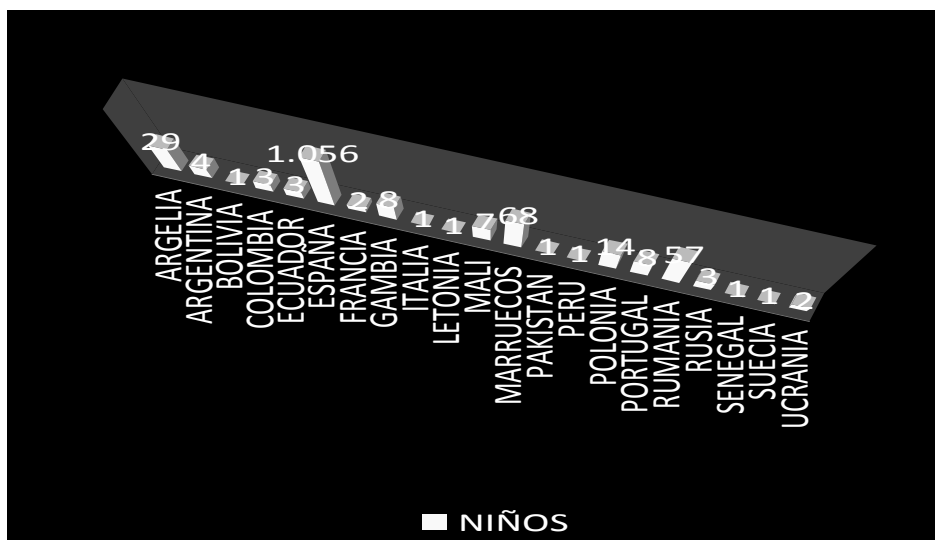 29
4
1
3
3
1.056
2
8
1
1
7
68
1
1
14
8
57
3
1
1
2
ARGELIA
ARGENTINA
BOLIVIA
COLOMBIA
ECUADOR
ESPAÑA
FRANCIA
GAMBIA
ITALIA
LETONIA
MALI
MARRUECOS
PAKISTAN
PERU
POLONIA
PORTUGAL
RUMANIA
RUSIA
SENEGAL
SUECIA
UCRANIA
NIÑOS